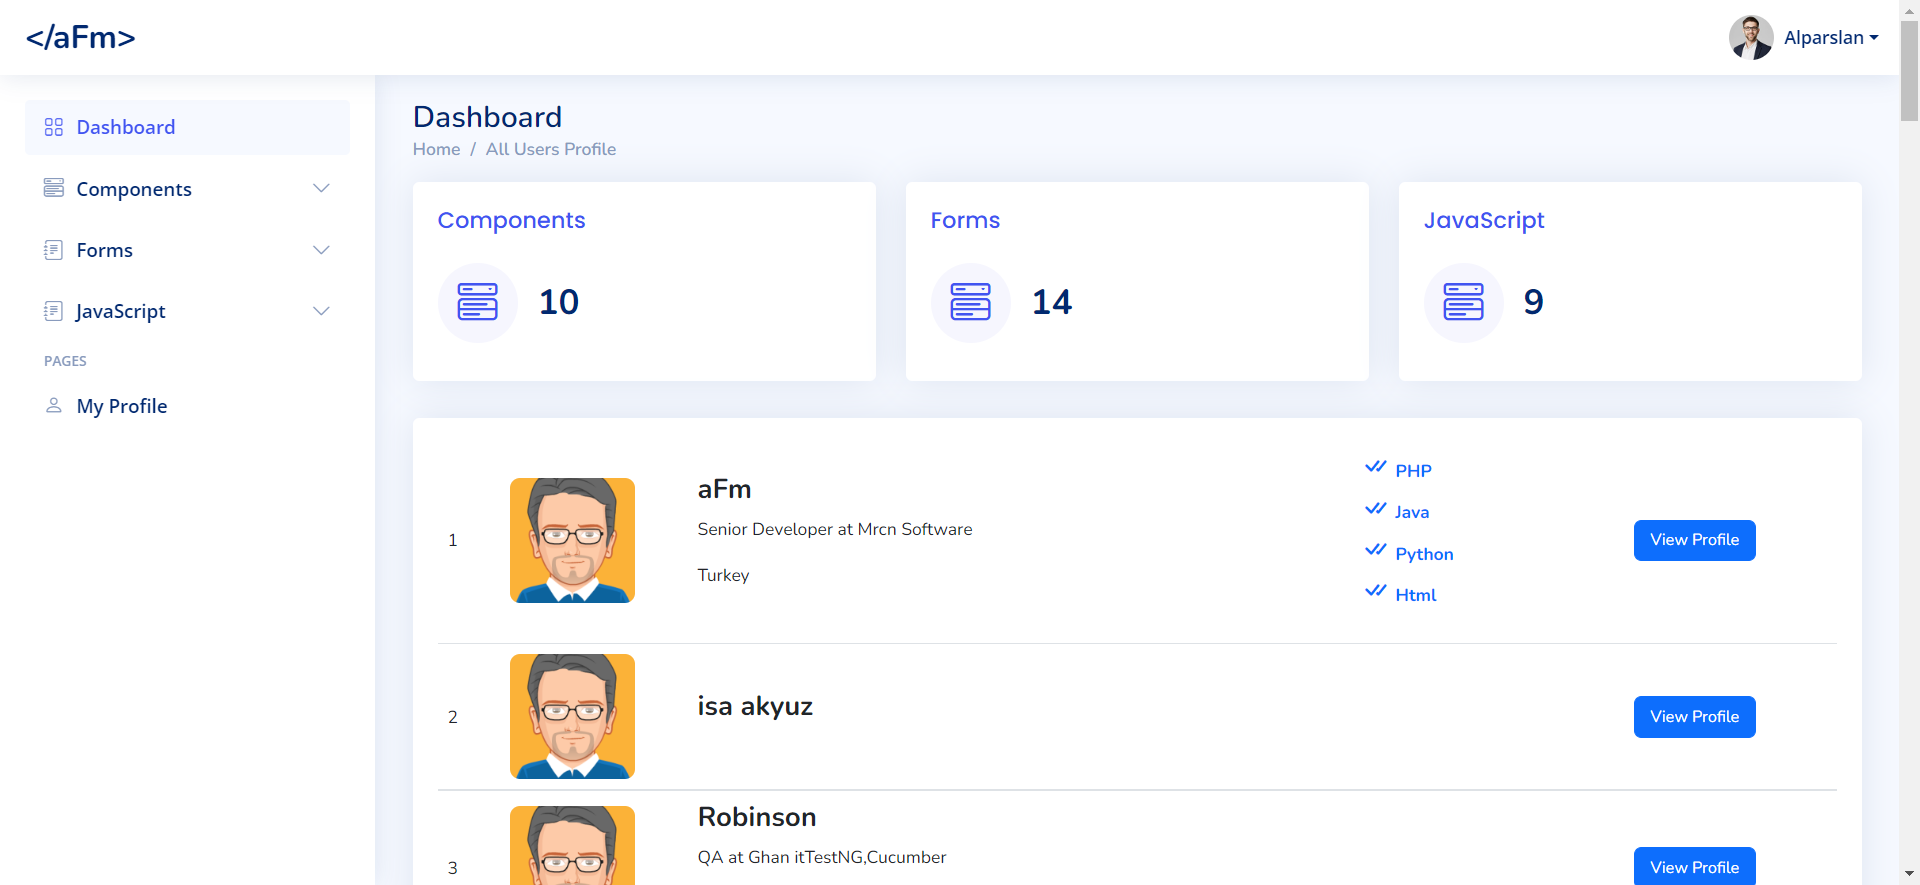 </aFm>
Alparslan
Dashboard
Components
Forms
JavaScript
PAGES
My Profile
Dashboard
Home / All Users Profile
Components
10
Forms
14
JavaScript
9
1
aFm
Senior Developer at Mrcn Software
Turkey
PHP
Java
Python
Html
View Profile
2
isa akyuz
View Profile
3
Robinson
QA at Ghan itTestNG,Cucumber
View Profile